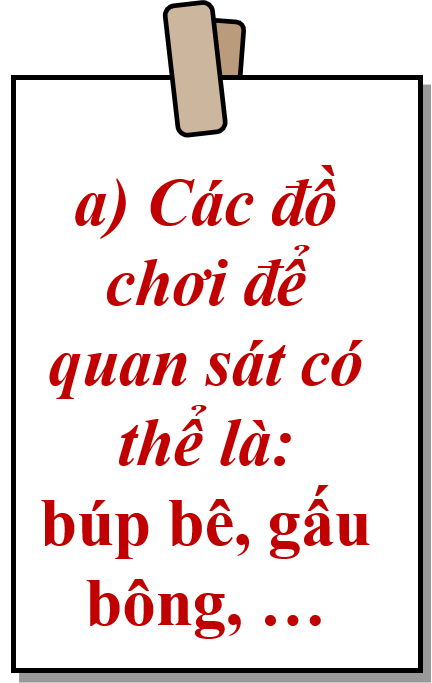 a) Các đồ
chơi để
quan sát có
thể là:
búp bê, gấu
bông, …